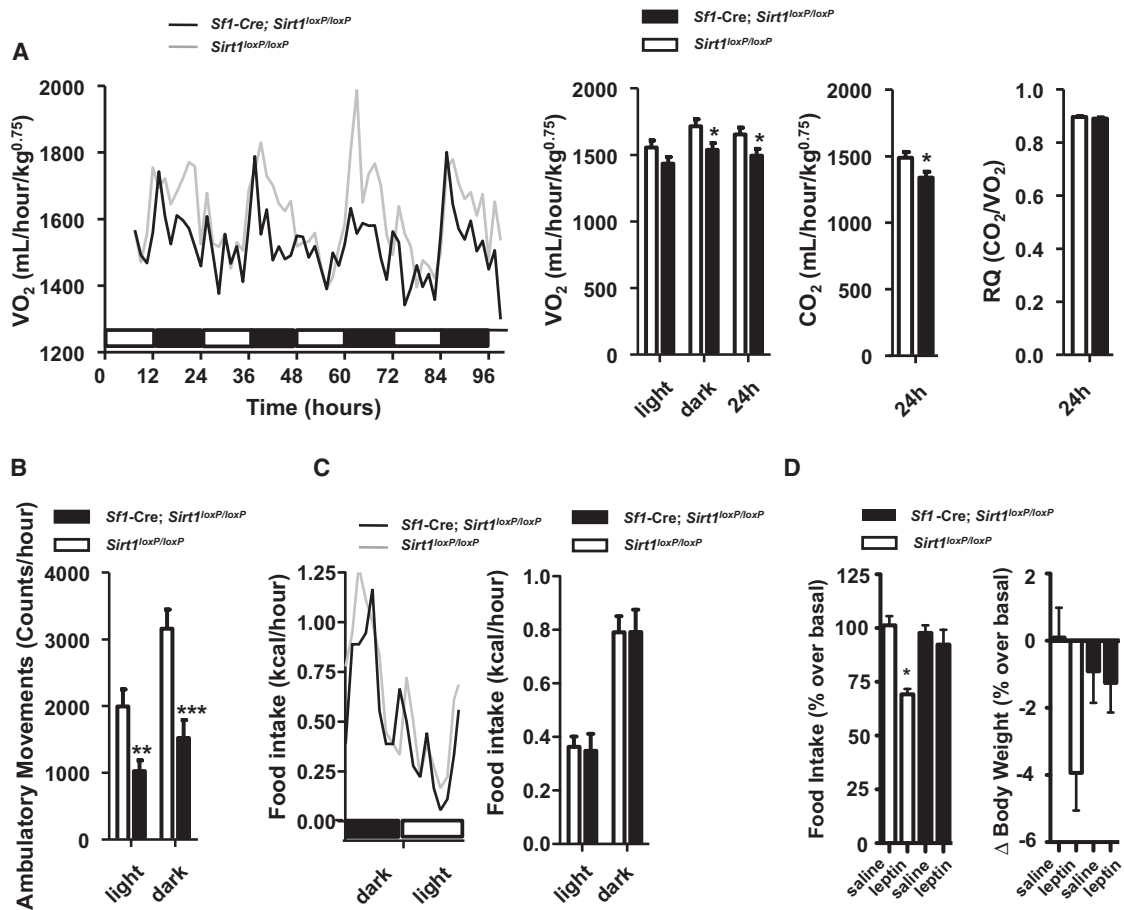 A
Sf1-Cre; Sirt1loxP/loxP
Sirt1loxP/loxP
VO2 (mL/hour/kg0.75)
2000
1800
1600
1400
1200
0 12 24 36 48 60 72 84 96
Time (hours)
Sf1-Cre; Sirt1loxP/loxP
Sirt1loxP/loxP
VO2 (mL/hour/kg0.75)
2000
1500
1000
500
0
* *
light dark 24h
CO2 (mL/hour/kg0.75)
2000
1500
1000
500
0
*
24h
RQ (CO2/VO2)
1.0
0.8
0.6
0.4
0.2
0.0
24h
B
Sf1-Cre; Sirt1loxP/loxP
Sirt1loxP/loxP
Ambulatory Movements (Counts/hour)
4000
3000
2000
1000
0
** ***
light dark
C
Sf1-Cre; Sirt1loxP/loxP
Sirt1loxP/loxP
Food intake (kcal/hour)
1.25
1.00
0.75
0.50
0.25
0.00
dark light
Sf1-Cre; Sirt1loxP/loxP
Sirt1loxP/loxP
Food intake (kcal/hour)
1.0
0.8
0.6
0.4
0.2
0.0
light dark
D
Sf1-Cre; Sirt1loxP/loxP
Sirt1loxP/loxP
Food Intake (% over basal)
125
100
75
50
25
0
*
saline leptin saline leptin
Δ Body Weight (% over basal)
2
0
-2
-4
-6
saline leptin saline leptin